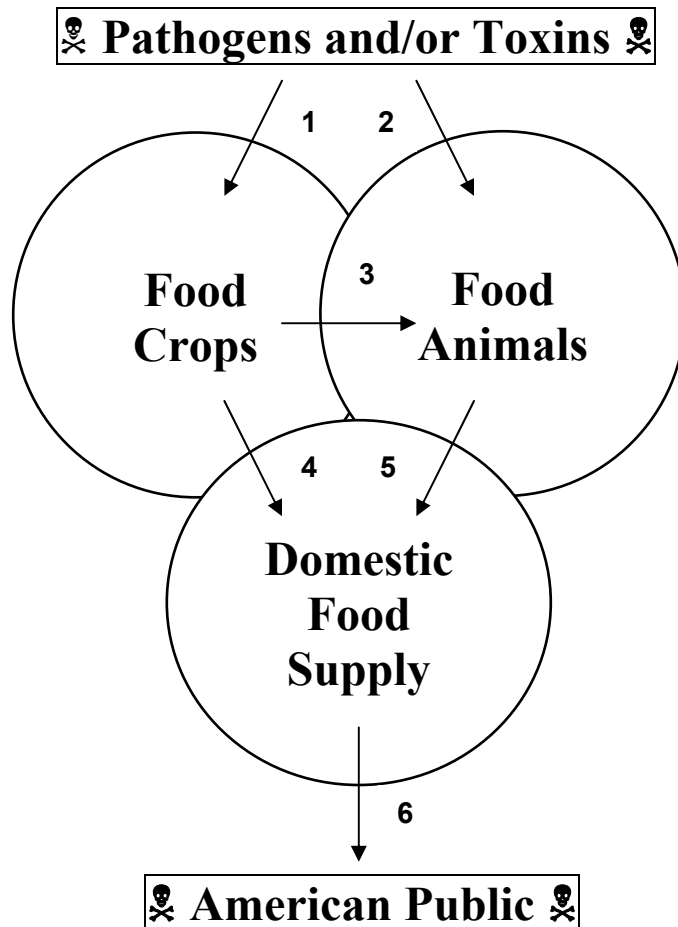 ☠ Pathogens and/or Toxins ☠
1 2
3
Food
Crops
Food
Animals
4 5
Domestic
Food
Supply
6
☠ American Public ☠